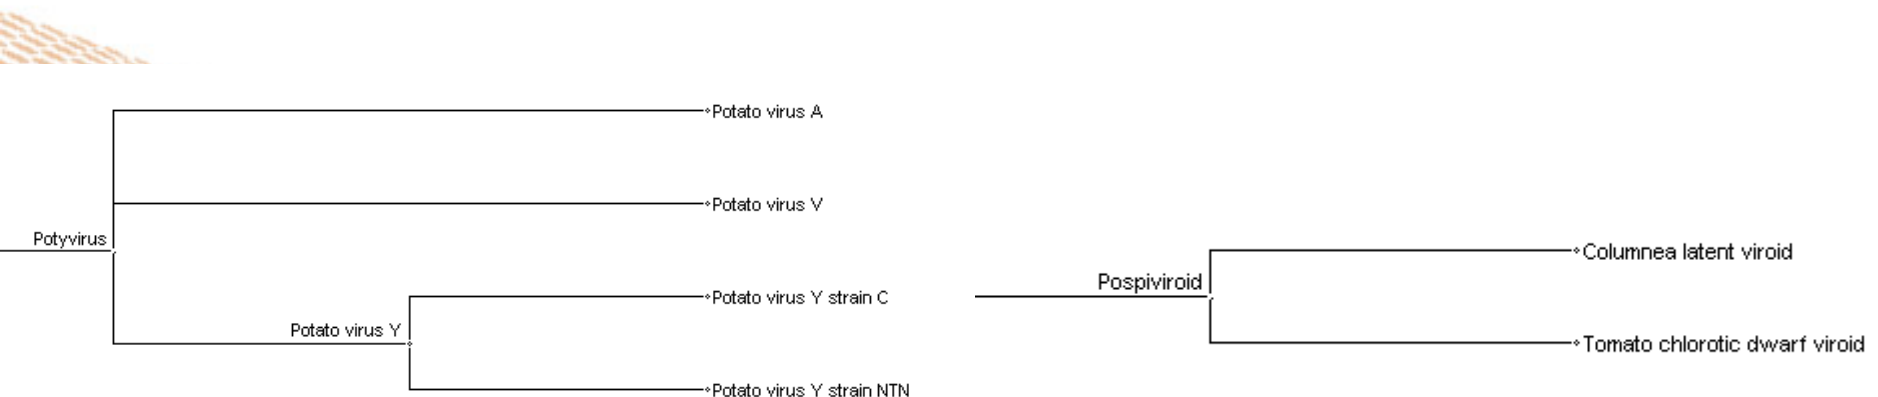 Potato virus A
Potato virus V
Potyvirus
Potato virus Y strain C
Potato virus Y
Potato virus Y strain NTN
Columnea latent viroid
Pospiviroid
Tomato chlorotic dwarf viroid